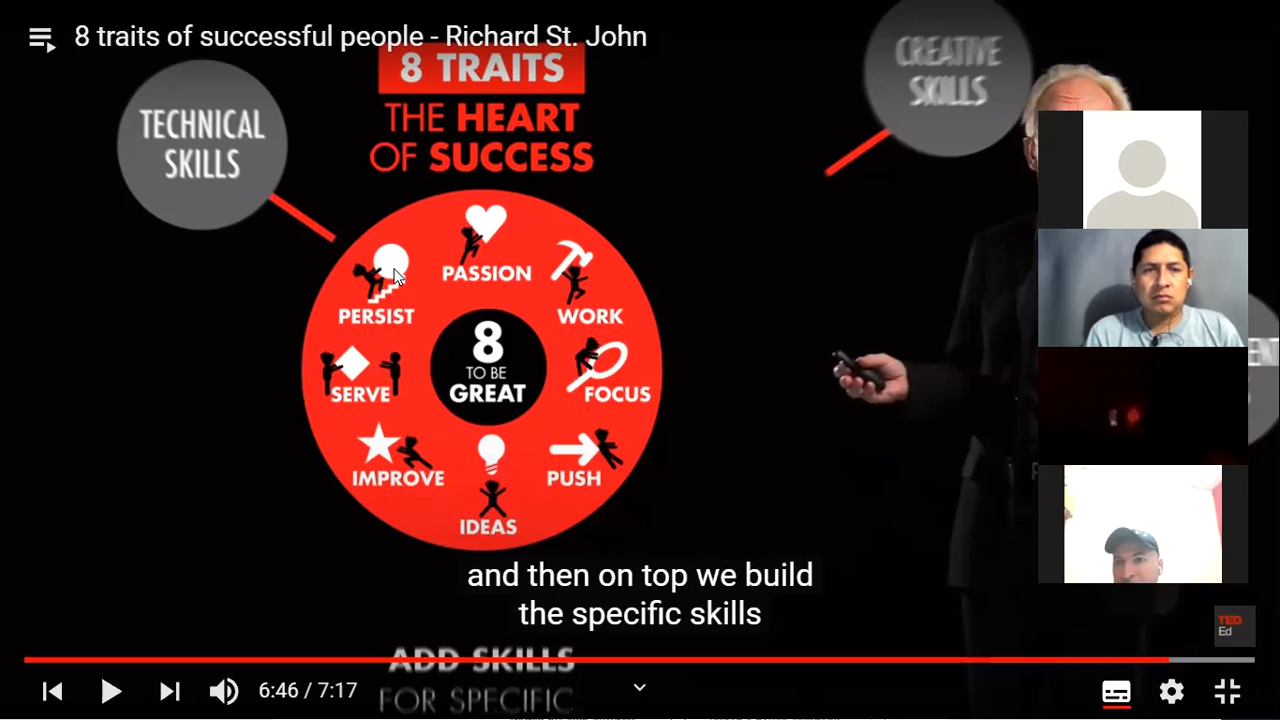 8 traits of successful people - Richard St. John
8 TRAITS
THE HEART
OF SUCCESS
TECHNICAL
SKILLS
CREATIVE
SKILLS
PASSION
WORK
PERSIST
8
TO BE
GREAT
SERVE
FOCUS
IMPROVE
PUSH
IDEAS
and then on top we build
the specific skills
TED
Ed
ADD SKILLS
FOR SPECIFIC
6:46 / 7:17